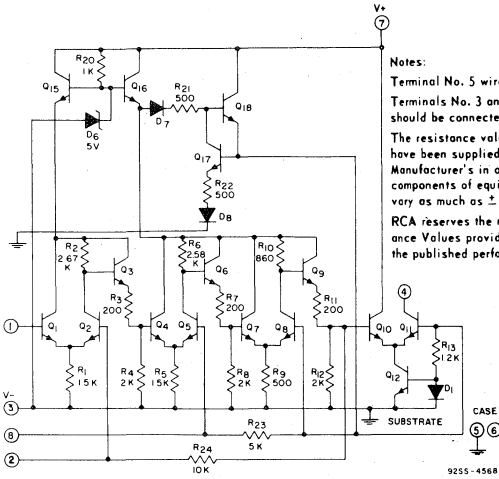 V+
7
R20
1 K
Q15
Q16
R21
500
D7
Q18
D6
5V
Q17
R22
500
D8
R2
2.67
K
Q3
R3
200
R6
2.58
K
Q6
R7
200
R10
860
Q9
R11
200
4
1
Q1
Q2
Q4
Q5
Q7
Q8
Q10
Q11
R13
1.2K
R1
1.5K
R4
2K
R5
1.5K
R8
2K
R9
500
R12
2K
Q12
D1
V-
3
SUBSTRATE
CASE
8
R23
5 K
5
6
2
R24
10K
92SS-4568
Notes:
Terminal No. 5 wir
Terminals No. 3 an
should be connecte
The resistance val
have been supplied
Manufacturer's in
components of equi
vary as much as ±
RCA reserves the
ance Values provid
the published perfo